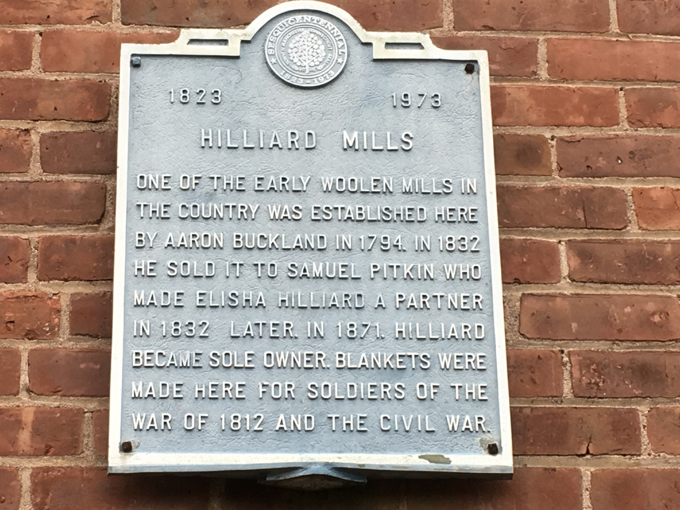 SESQUICENTENNIAL
1823 - 1973
1823 1973
HILLIARD MILLS
ONE OF THE EARLY WOOLEN MILLS IN
THE COUNTRY WAS ESTABLISHED HERE
BY AARON BUCKLAND IN 1794. IN 1832
HE SOLD IT TO SAMUEL PITKIN WHO
MADE ELISHA HILLIARD A PARTNER
IN 1832 LATER. IN 1871. HILLIARD
BECAME SOLE OWNER. BLANKETS WERE
MADE HERE FOR SOLDIERS OF THE
WAR OF 1812 AND THE CIVIL WAR.